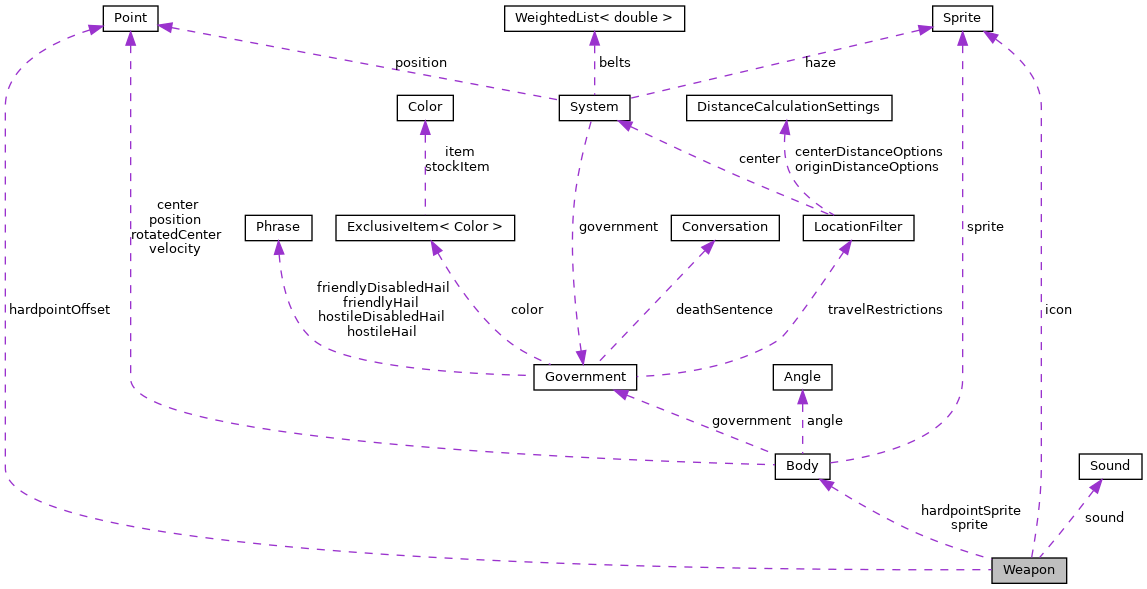 Point
WeightedList< double >
Sprite
position
belts
haze
Color
System
DistanceCalculationSettings
item
stockItem
center
centerDistanceOptions
originDistanceOptions
center
position
rotatedCenter
velocity
Phrase
ExclusiveItem< Color >
government
Conversation
LocationFilter
sprite
hardpointOffset
friendlyDisabledHail
friendlyHail
hostileDisabledHail
hostileHail
color
deathSentence
travelRestrictions
icon
Government
Angle
government
angle
Body
Sound
hardpointSprite
sprite
sound
Weapon